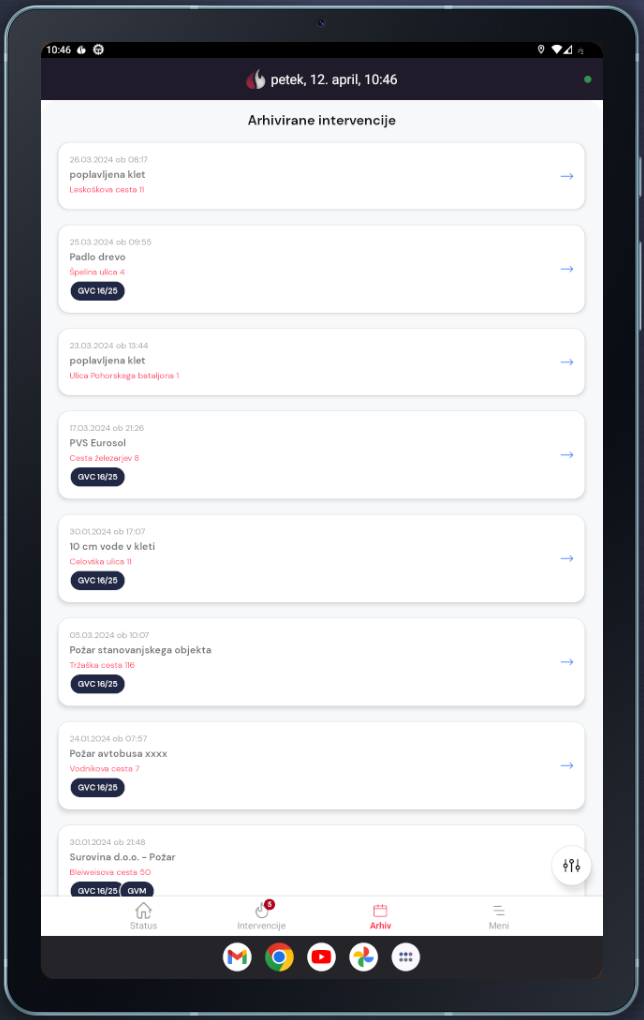 10:46
petek, 12. april, 10:46
Arhivirane intervencije
26.03.2024 ob 08:17
poplavljena klet
Leskoškova cesta 11
25.03.2024 ob 09:55
Padlo drevo
Špelina ulica 4
GVC 16/25
23.03.2024 ob 13:44
poplavljena klet
Ulica Pohorskega bataljona 1
17.03.2024 ob 21:26
PVS Eurosol
Cesta železarjev 8
GVC 16/25
30.01.2024 ob 17:07
10 cm vode v kleti
Celovška ulica 11
GVC 16/25
05.03.2024 ob 10:07
Požar stanovanjskega objekta
Tržaška cesta 116
GVC 16/25
24.01.2024 ob 07:57
Požar avtobusa xxxx
Vodnikova cesta 7
GVC 16/25
30.01.2024 ob 21:48
Surovina d.o.o. - Požar
Bleiweisova cesta 50
GVC 16/25 GVM
5
Status Intervencije Arhiv Meni